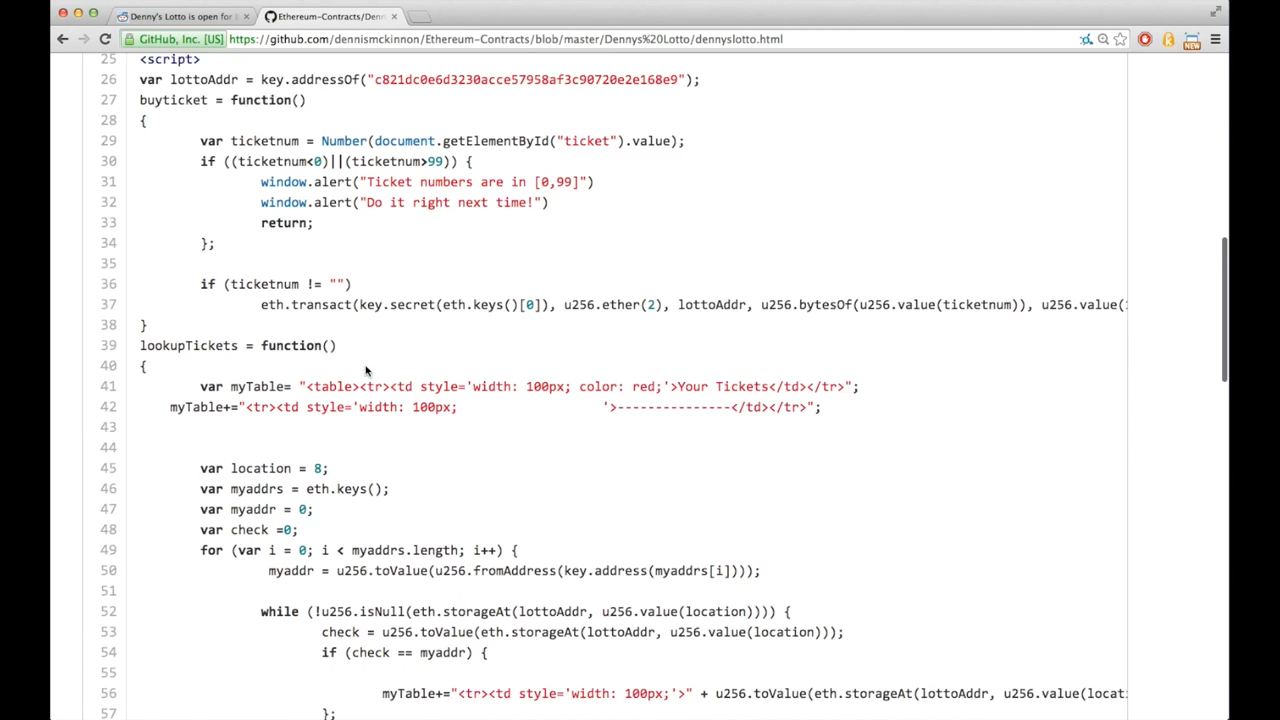 Denny's Lotto is open for
Ethereum-Contracts/Denn
GitHub, Inc. [US] https://github.com/dennismckinnon/Ethereum-Contracts/blob/master/Dennys%20Lotto/dennyslotto.html
NEW
25 <script>
26 var lottoAddr = key.addressOf("c821dc0e6d3230acce57958af3c90720e2e168e9");
27 buyticket = function()
28 {
29 var ticketnum = Number(document.getElementById("ticket").value);
30 if ((ticketnum<0)||(ticketnum>99)) {
31 window.alert("Ticket numbers are in [0,99]")
32 window.alert("Do it right next time!")
33 return;
34 };
35
36 if (ticketnum != "")
37 eth.transact(key.secret(eth.keys()[0]), u256.ether(2), lottoAddr, u256.bytesOf(u256.value(ticketnum)), u256.value(
38 }
39 lookupTickets = function()
40 {
41 var myTable= "<table><tr><td style='width: 100px; color: red;'>Your Tickets</td></tr>";
42 myTable+="<tr><td style='width: 100px; '>---------------</td></tr>";
43
44
45 var location = 8;
46 var myaddrs = eth.keys();
47 var myaddr = 0;
48 var check =0;
49 for (var i = 0; i < myaddrs.length; i++) {
50 myaddr = u256.toValue(u256.fromAddress(key.address(myaddrs[i])));
51
52 while (!u256.isNull(eth.storageAt(lottoAddr, u256.value(location)))) {
53 check = u256.toValue(eth.storageAt(lottoAddr, u256.value(location)));
54 if (check == myaddr) {
55
56 myTable+="<tr><td style='width: 100px;'>" + u256.toValue(eth.storageAt(lottoAddr, u256.value(locati
57 };